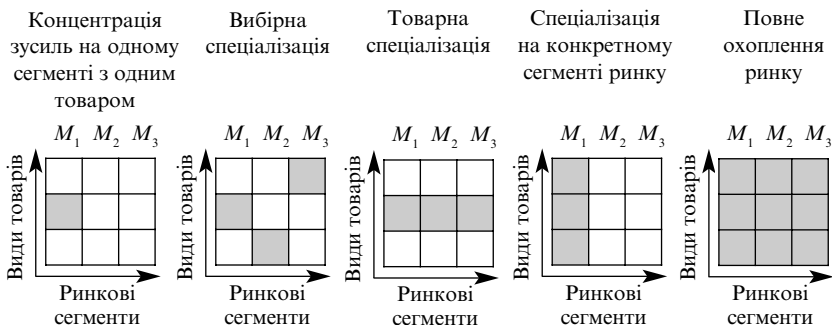 Концентрація
зусиль на одному
сегменті з одним
товаром
Вибірна
спеціалізація
Товарна
спеціалізація
Спеціалізація
на конкретному
сегменті ринку
Повне
охоплення
ринку
M1 M2 M3
Види товарів
Ринкові
сегменти
M1 M2 M3
Види товарів
Ринкові
сегменти
M1 M2 M3
Види товарів
Ринкові
сегменти
M1 M2 M3
Види товарів
Ринкові
сегменти
M1 M2 M3
Види товарів
Ринкові
сегменти